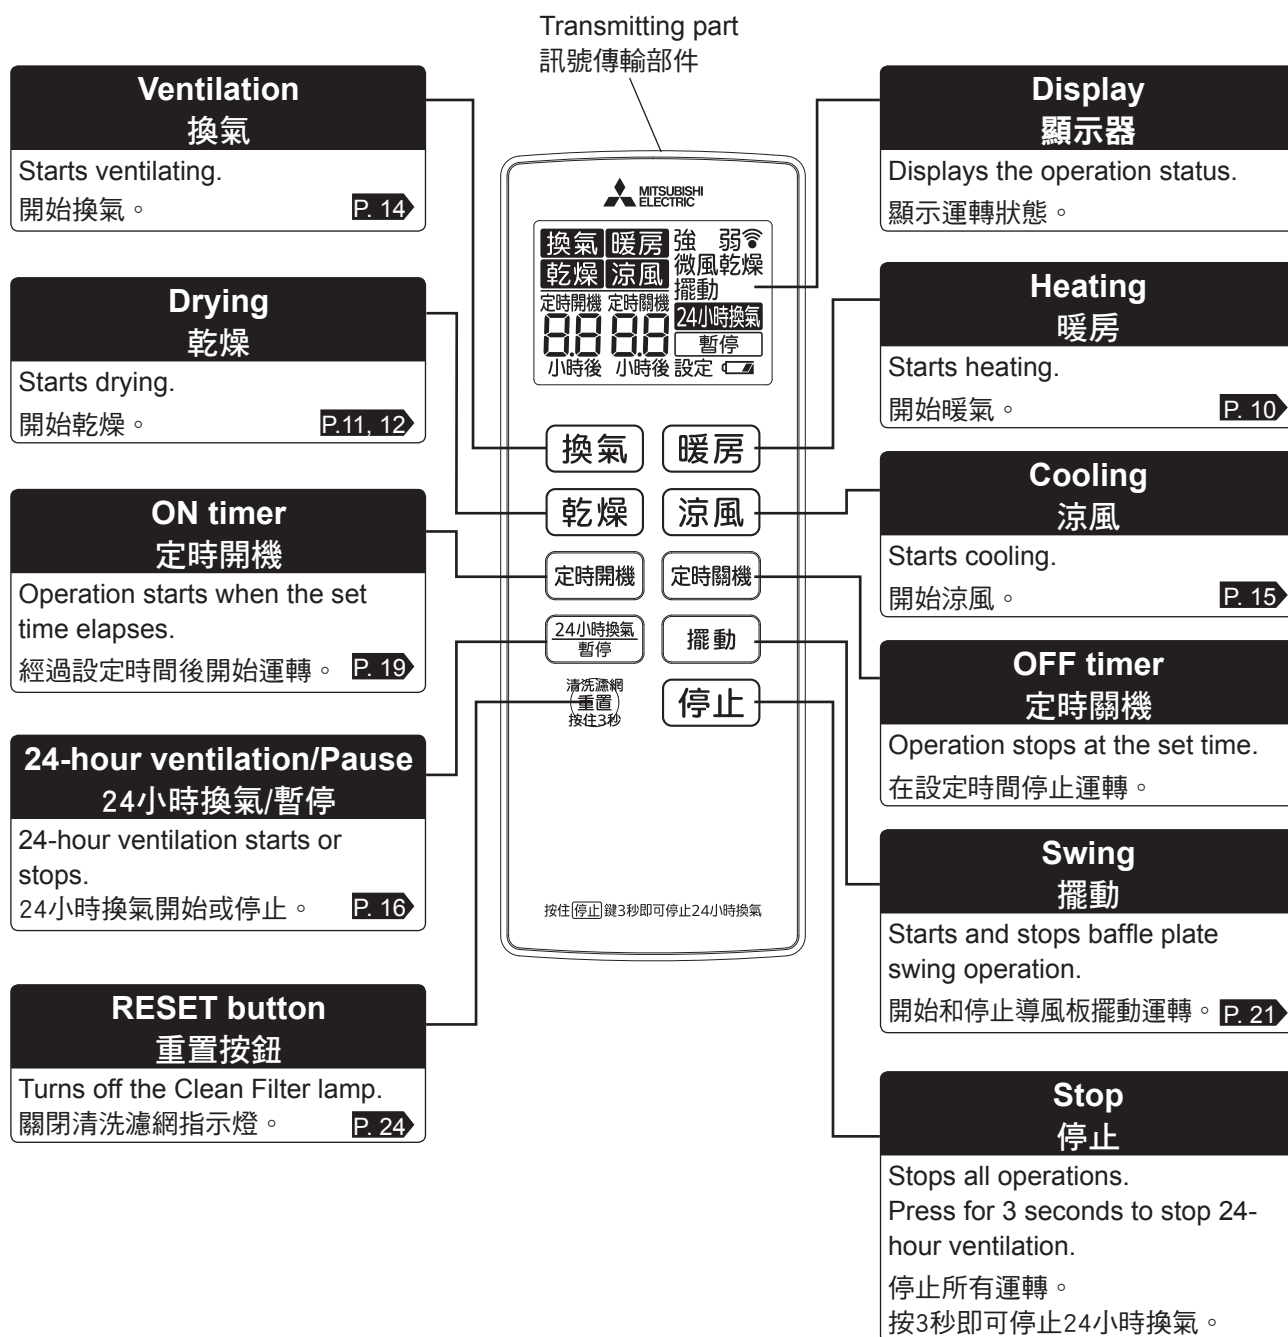 Transmitting part
訊號傳輸部件
Ventilation
換氣
Starts ventilating.
開始換氣。 P. 14
Drying
乾燥
Starts drying.
開始乾燥。 P.11, 12
ON timer
定時開機
Operation starts when the set
time elapses.
經過設定時間後開始運轉。 P. 19
24-hour ventilation/Pause
24小時換氣/暫停
24-hour ventilation starts or
stops.
24小時換氣開始或停止。 P. 16
RESET button
重置按鈕
Turns off the Clean Filter lamp.
關閉清洗濾網指示燈。 P. 24
MITSUBISHI
ELECTRIC
換氣 暖房 強 弱
乾燥 涼風 微風乾燥
擺動
定時開機 定時關機
24小時換氣
8.8 8.8
暫停
小時後 小時後 設定
換氣 暖房
乾燥 涼風
定時開機 定時關機
24小時換氣
暫停
擺動
清洗濾網
重置
按住3秒
停止
按住停止鍵3秒即可停止24小時換氣
Display
顯示器
Displays the operation status.
顯示運轉狀態。
Heating
暖房
Starts heating.
開始暖氣。 P. 10
Cooling
涼風
Starts cooling.
開始涼風。 P. 15
OFF timer
定時關機
Operation stops at the set time.
在設定時間停止運轉。
Swing
擺動
Starts and stops baffle plate
swing operation.
開始和停止導風板擺動運轉。 P. 21
Stop
停止
Stops all operations.
Press for 3 seconds to stop 24-
hour ventilation.
停止所有運轉。
按3秒即可停止24小時換氣。